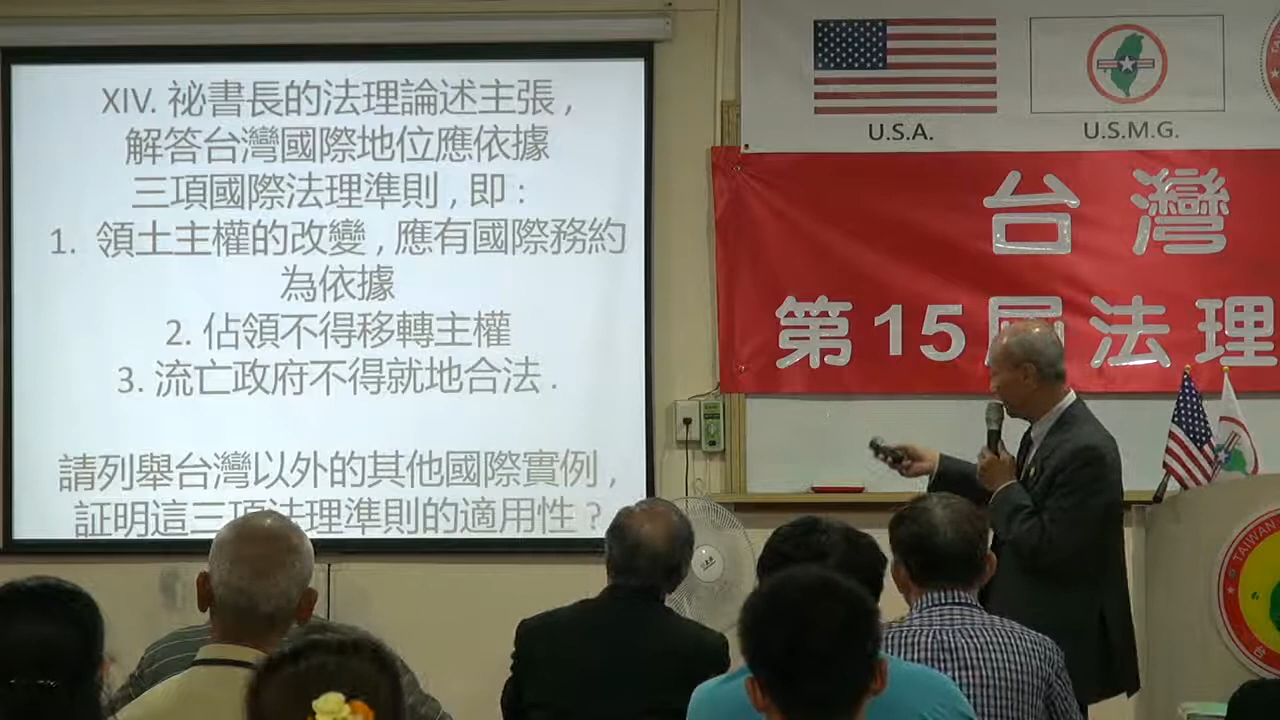 XIV. 祕書長的法理論述主張 ,
解答台灣國際地位應依據
三項國際法理準則 , 即 :
1. 領土主權的改變 , 應有國際務約
為依據
2. 佔領不得移轉主權
3. 流亡政府不得就地合法 .
請列舉台灣以外的其他國際實例 ,
証明這三項法理準則的適用性 ?
U.S.A.
U.S.M.G.
台灣
第15屆法理
TAIWAN
台